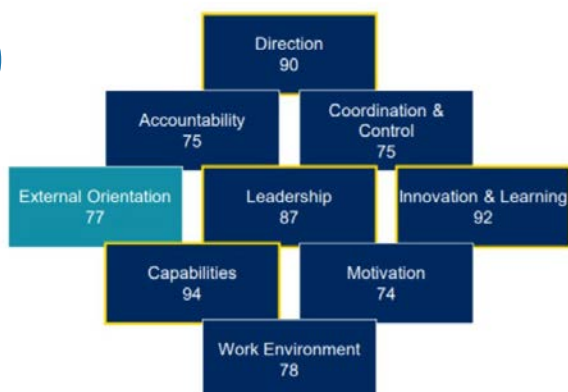 Direction
90
Accountability
75
Coordination &
Control
75
External Orientation
77
Leadership
87
Innovation & Learning
92
Capabilities
94
Motivation
74
Work Environment
78